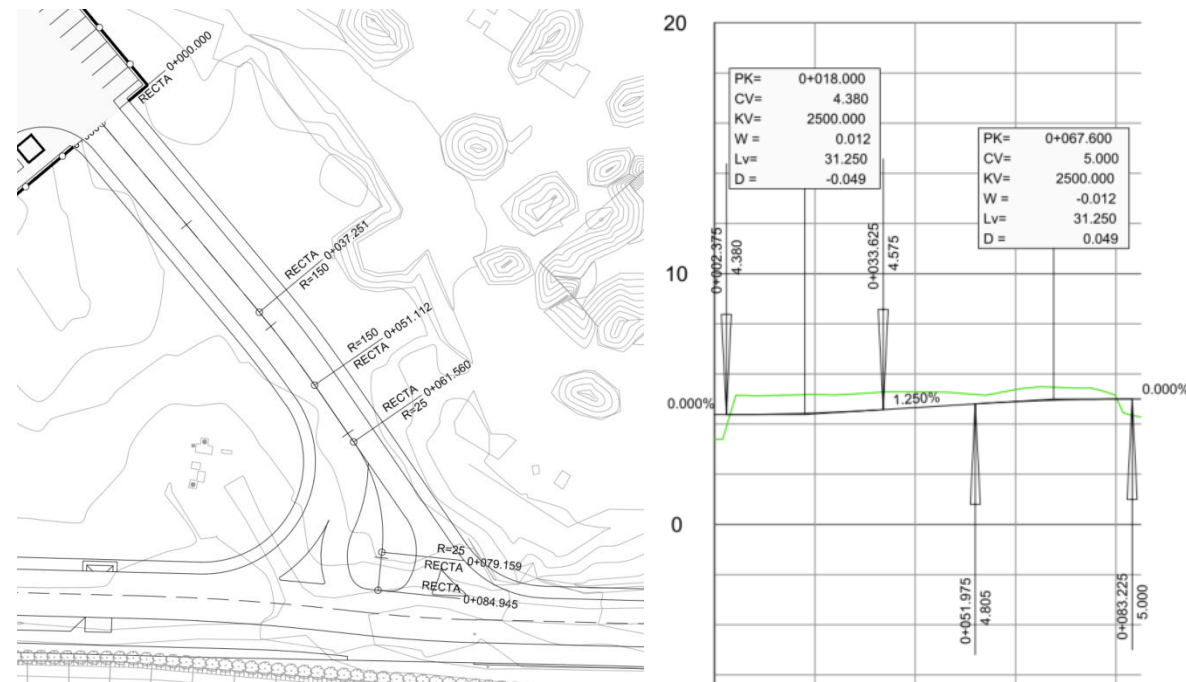 RECTA 0+000.000
RECTA 0+037.251
R=150
R=150 0+051.112
RECTA
RECTA 0+061.560
R=25
R=25
RECTA 0+079.159
RECTA
0+084.945
20
10
0
PK= 0+018.000
CV= 4.380
KV= 2500.000
W = 0.012
Lv= 31.250
D = -0.049
PK= 0+067.600
CV= 5.000
KV= 2500.000
W = -0.012
Lv= 31.250
D = 0.049
0+002.375
4.380
0+033.625
4.575
0.000%
1.250%
0.000%
0+051.975
4.805
0+083.225
5.000